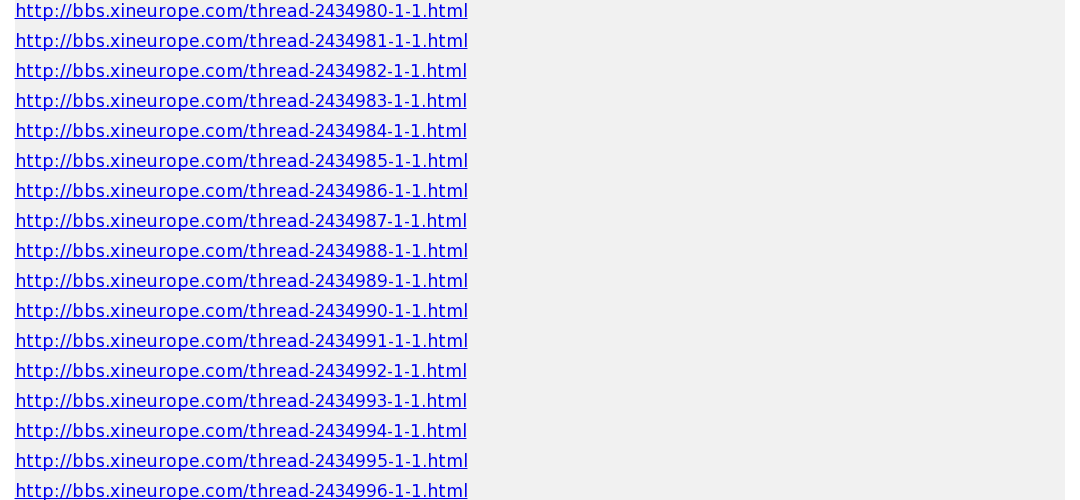 http://bbs.xineurope.com/thread-2434980-1-1.html
http://bbs.xineurope.com/thread-2434981-1-1.html
http://bbs.xineurope.com/thread-2434982-1-1.html
http://bbs.xineurope.com/thread-2434983-1-1.html
http://bbs.xineurope.com/thread-2434984-1-1.html
http://bbs.xineurope.com/thread-2434985-1-1.html
http://bbs.xineurope.com/thread-2434986-1-1.html
http://bbs.xineurope.com/thread-2434987-1-1.html
http://bbs.xineurope.com/thread-2434988-1-1.html
http://bbs.xineurope.com/thread-2434989-1-1.html
http://bbs.xineurope.com/thread-2434990-1-1.html
http://bbs.xineurope.com/thread-2434991-1-1.html
http://bbs.xineurope.com/thread-2434992-1-1.html
http://bbs.xineurope.com/thread-2434993-1-1.html
http://bbs.xineurope.com/thread-2434994-1-1.html
http://bbs.xineurope.com/thread-2434995-1-1.html
http://bbs.xineurope.com/thread-2434996-1-1.html